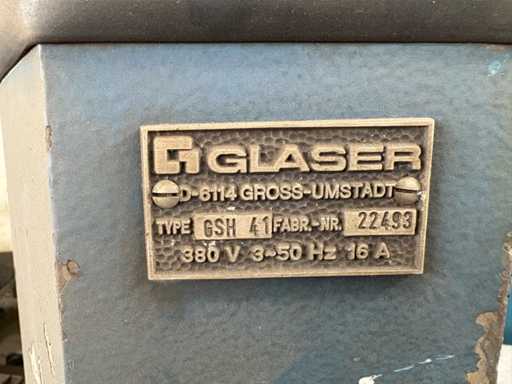 GLASER
D-6114 GROSS-UMSTADT
TYPE GSH 41 FABR.-NR. 22493
380 V 3~50 Hz 16 A